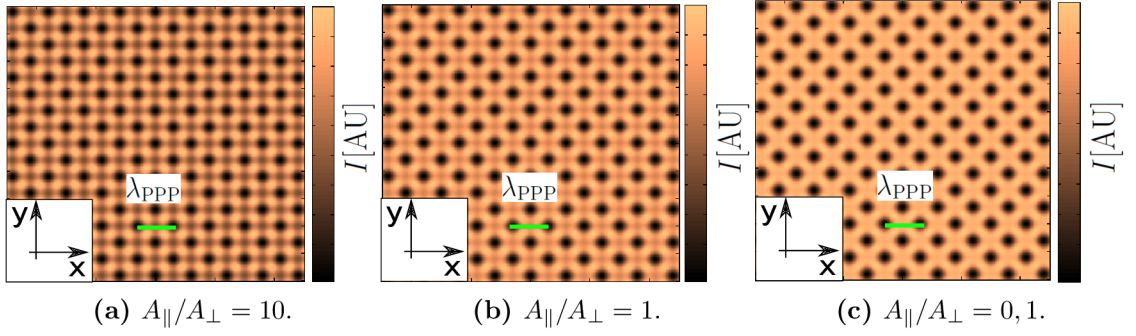 I[AU]
I[AU]
I[AU]
λPPP
λPPP
λPPP
y
x
y
x
y
x
(a) A∥/A⊥ = 10.
(b) A∥/A⊥ = 1.
(c) A∥/A⊥ = 0, 1.